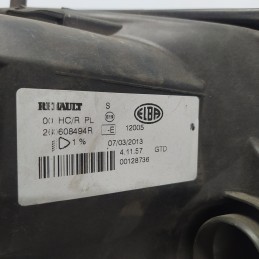 RENAULT S ELBA
HC/R PL E 12005
608494R 07/03/2013
1% 4.11.57 GTD
00128736